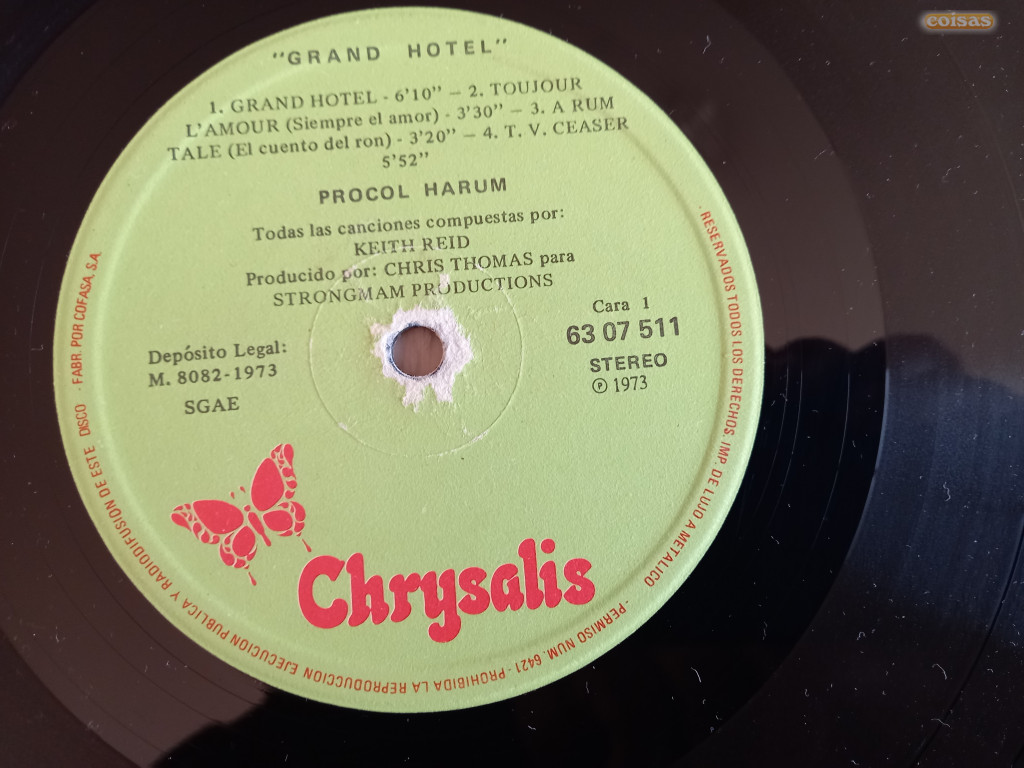 coisas
"GRAND HOTEL"
1. GRAND HOTEL - 6'10" — 2. TOUJOUR
L'AMOUR (Siempre el amor) - 3'30" — 3. A RUM
TALE (El cuento del ron) - 3'20" — 4. T. V. CEASER
5'52"
PROCOL HARUM
Todas las canciones compuestas por:
KEITH REID
Producido por: CHRIS THOMAS para
STRONGMAM PRODUCTIONS
Depósito Legal:
M. 8082-1973
SGAE
Cara 1
63 07 511
STEREO
Ⓟ 1973
Chrysalis
· RESERVADOS TODOS LOS DERECHOS. IMP. DE LUJO A METALICO · PERMISO NUM. 6421 - PROHIBIDA LA REPRODUCCION EJECUCION PUBLICA Y RADIODIFUSION DE ESTE DISCO · FABR. POR COFASA, S.A.